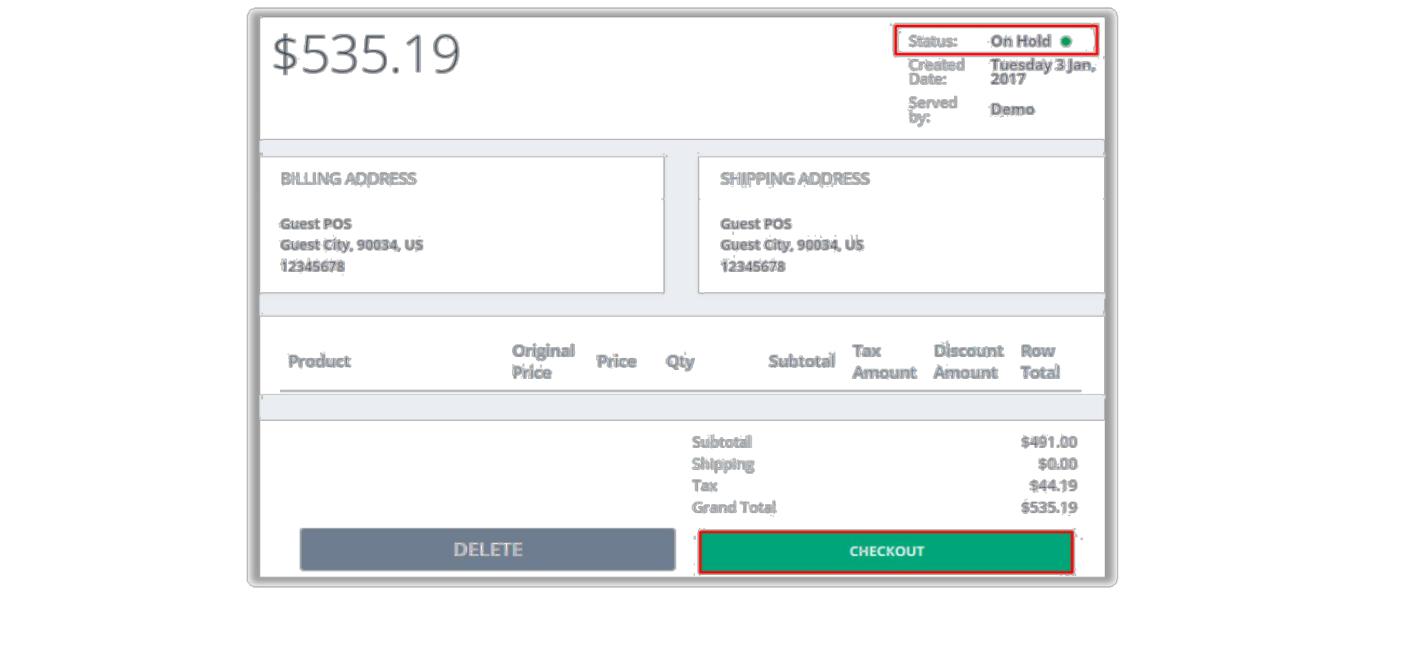 $535.19
Status: On Hold
Created Date: Tuesday 3 Jan, 2017
Served by: Demo
BILLING ADDRESS
Guest POS
Guest City, 90034, US
12345678
SHIPPING ADDRESS
Guest POS
Guest City, 90034, US
12345678
Product Original Price Price Qty Subtotal Tax Amount Discount Amount Row Total
Subtotal $491.00
Shipping $0.00
Tax $44.19
Grand Total $535.19
DELETE CHECKOUT